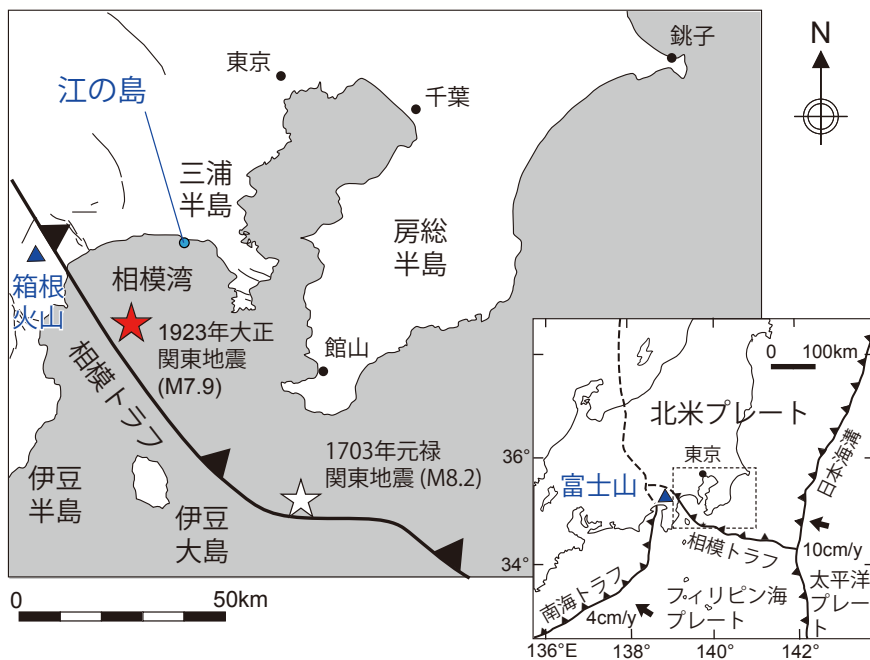 銚子
N
東京
江の島
千葉
三浦
半島
房総
半島
相模湾
箱根
火山
1923年大正
関東地震
(M7.9)
館山
相模トラフ
1703年元禄
関東地震 (M8.2)
伊豆
半島
伊豆
大島
0
50km
0
100km
北米プレート
東京
日本海溝
36°
富士山
相模トラフ
10cm/y
34°
南海トラフ
4cm/y
フィリピン海
プレート
太平洋
プレー
ト
136°E
138°
140°
142°